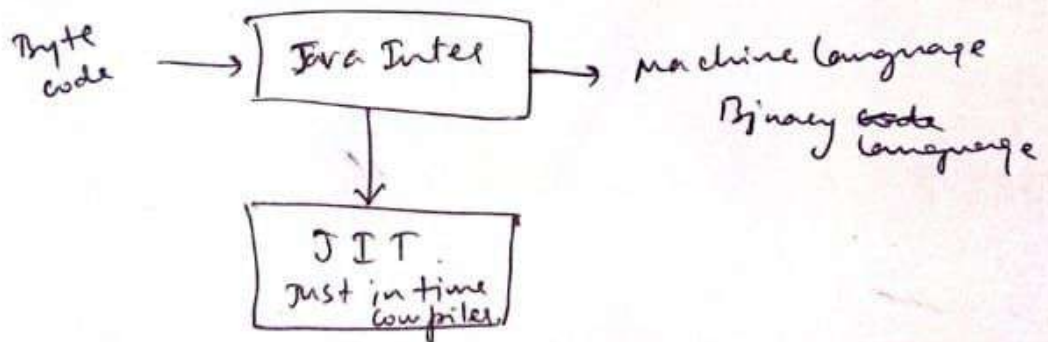 Byte
code
Java Inter
Machine language
Binary code
language
JIT
Just in time
compiler